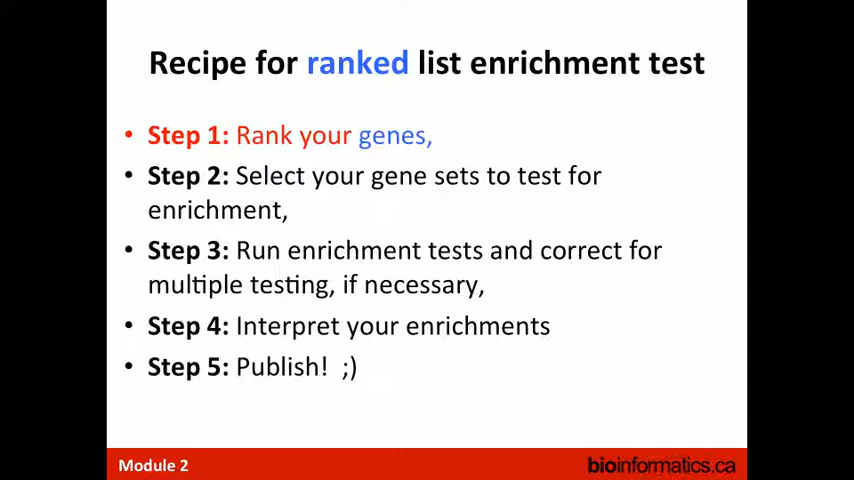 Recipe for ranked list enrichment test
• Step 1: Rank your genes,
• Step 2: Select your gene sets to test for
enrichment,
• Step 3: Run enrichment tests and correct for
multiple testing, if necessary,
• Step 4: Interpret your enrichments
• Step 5: Publish! ;)
Module 2
bioinformatics.ca